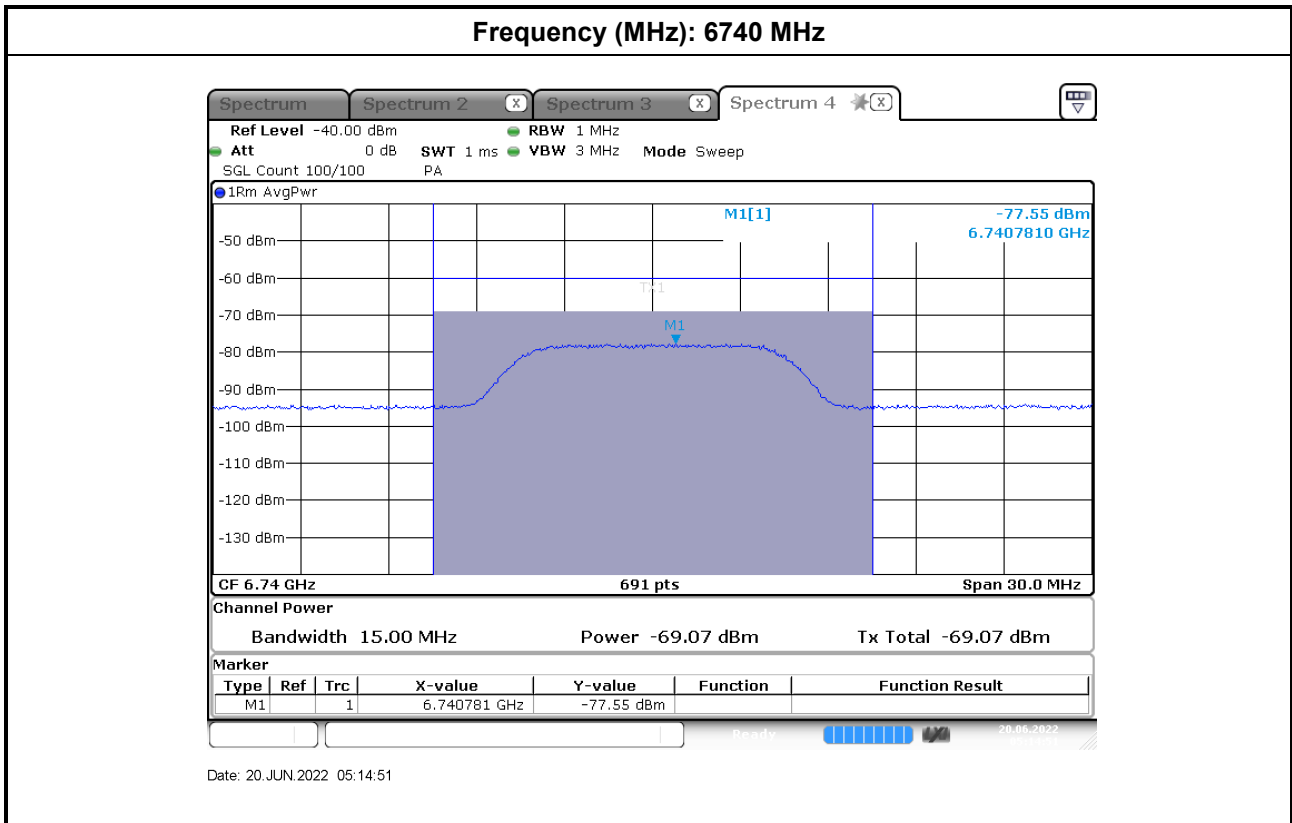 Frequency (MHz): 6740 MHz
Spectrum Spectrum 2 X Spectrum 3 X Spectrum 4 X
Ref Level -40.00 dBm RBW 1 MHz
Att 0 dB SWT 1 ms VBW 3 MHz Mode Sweep
SGL Count 100/100 PA
1Rm AvgPwr
M1[1] -77.55 dBm
6.7407810 GHz
-50 dBm
-60 dBm
TX1
-70 dBm
M1
-80 dBm
-90 dBm
-100 dBm
-110 dBm
-120 dBm
-130 dBm
CF 6.74 GHz 691 pts Span 30.0 MHz
Channel Power
Bandwidth 15.00 MHz Power -69.07 dBm Tx Total -69.07 dBm
Marker
Type Ref Trc X-value Y-value Function Function Result
M1 1 6.740781 GHz -77.55 dBm
Ready 20.06.2022
Date: 20.JUN.2022 05:14:51